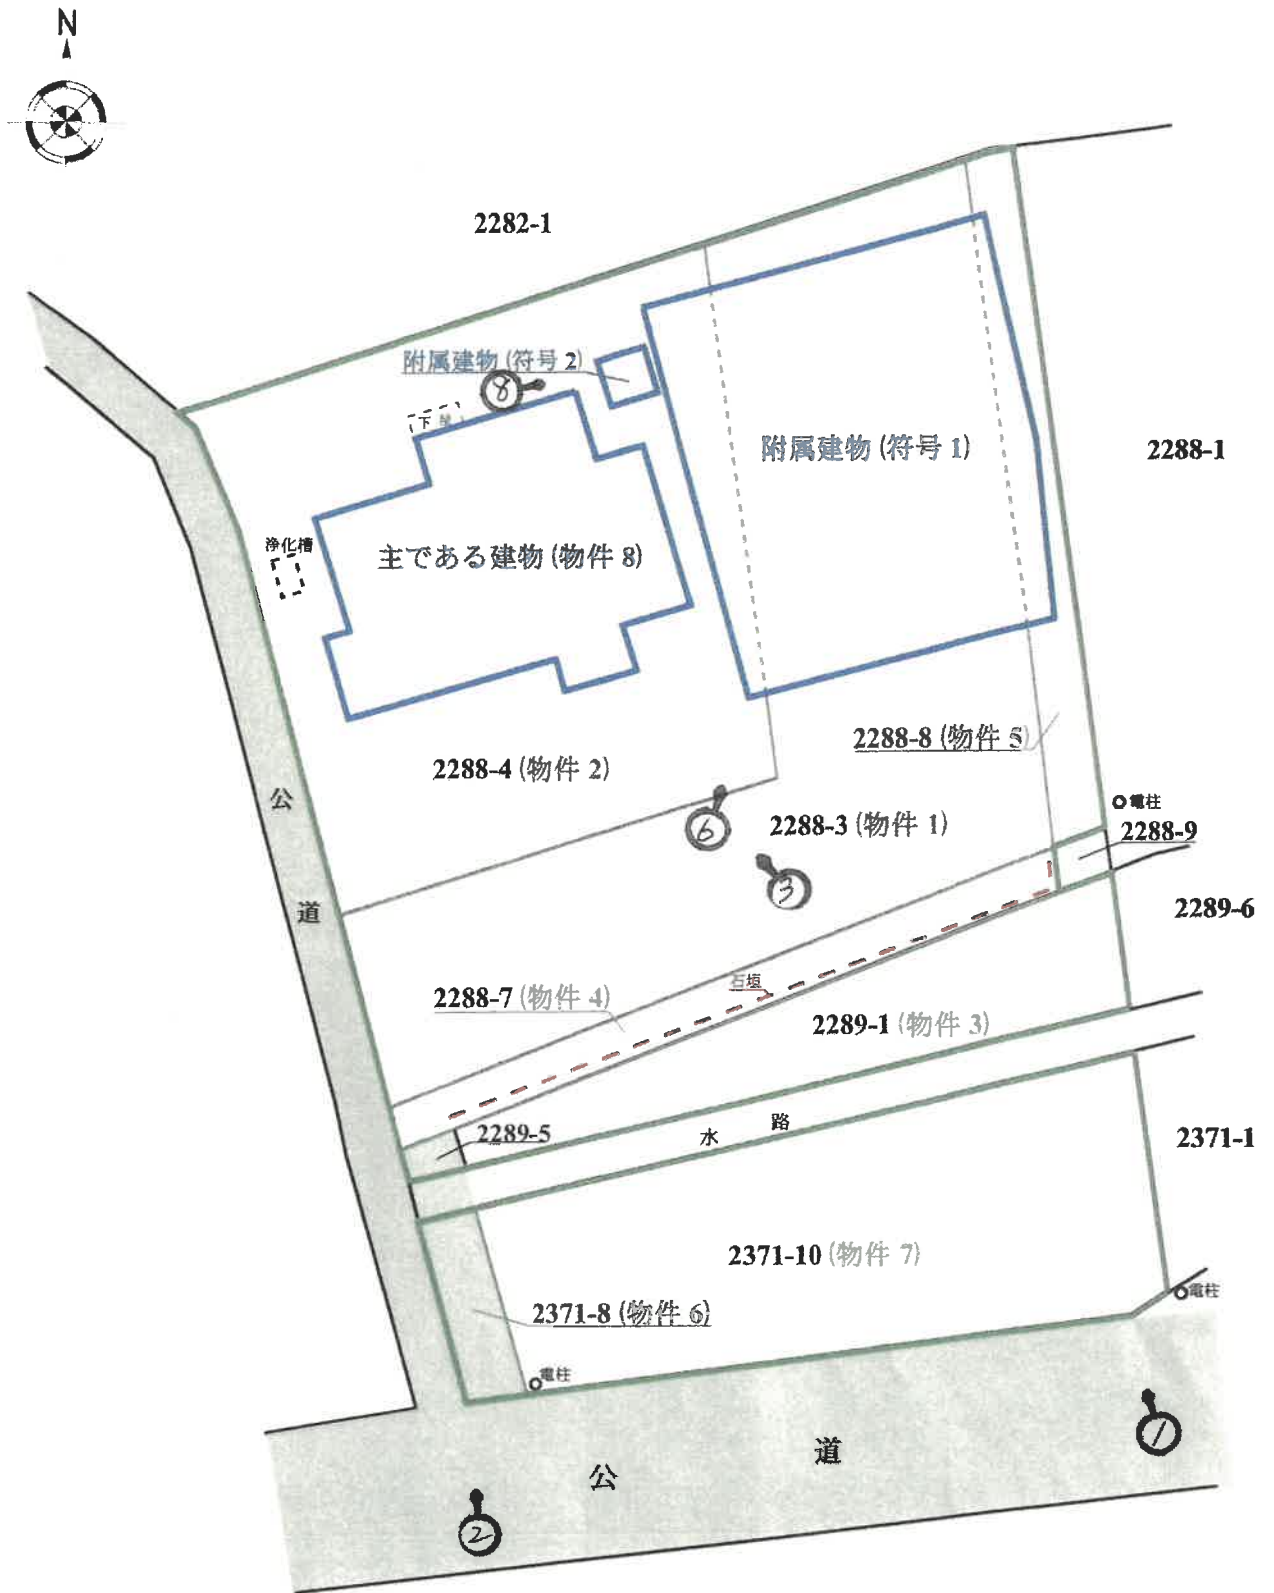 N
2282-1
附属建物 (符号 2)
8
下屋
附属建物 (符号 1)
2288-1
浄化槽
主である建物 (物件 8)
2288-8 (物件 5)
2288-4 (物件 2)
公
電柱
6
2288-3 (物件 1)
2288-9
3
道
2289-6
石垣
2288-7 (物件 4)
2289-1 (物件 3)
路
水
2289-5
2371-1
2371-10 (物件 7)
電柱
2371-8 (物件 6)
電柱
1
道
公
2